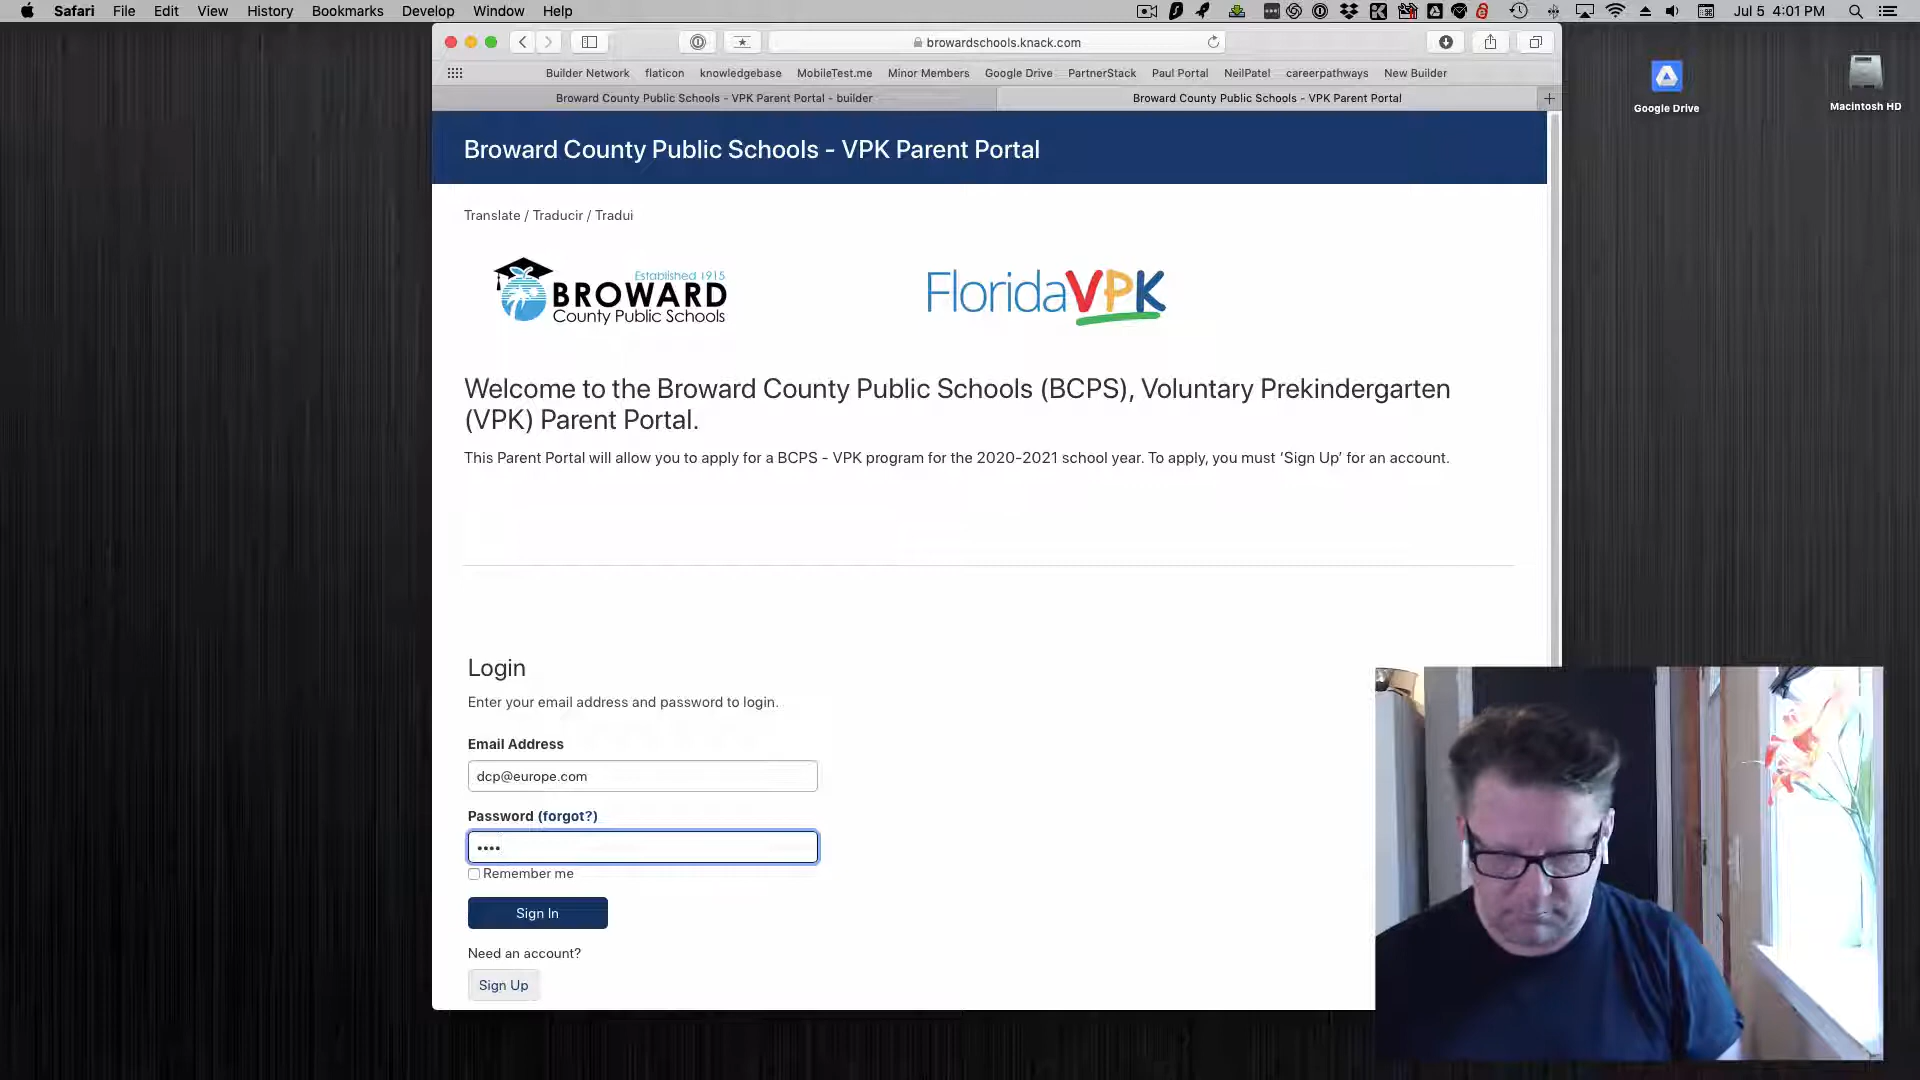 Safari File Edit View History Bookmarks Develop Window Help
Jul 5 4:01 PM
browardschools.knack.com
Builder Network flaticon knowledgebase MobileTest.me Minor Members Google Drive PartnerStack Paul Portal NeilPatel careerpathways New Builder
Broward County Public Schools - VPK Parent Portal - builder
Broward County Public Schools - VPK Parent Portal
Google Drive
Macintosh HD
Broward County Public Schools - VPK Parent Portal
Translate / Traducir / Tradui
Established 1915
BROWARD
County Public Schools
FloridaVPK
Welcome to the Broward County Public Schools (BCPS), Voluntary Prekindergarten
(VPK) Parent Portal.
This Parent Portal will allow you to apply for a BCPS - VPK program for the 2020-2021 school year. To apply, you must ‘Sign Up’ for an account.
Login
Enter your email address and password to login.
Email Address
dcp@europe.com
Password (forgot?)
••••
Remember me
Sign In
Need an account?
Sign Up